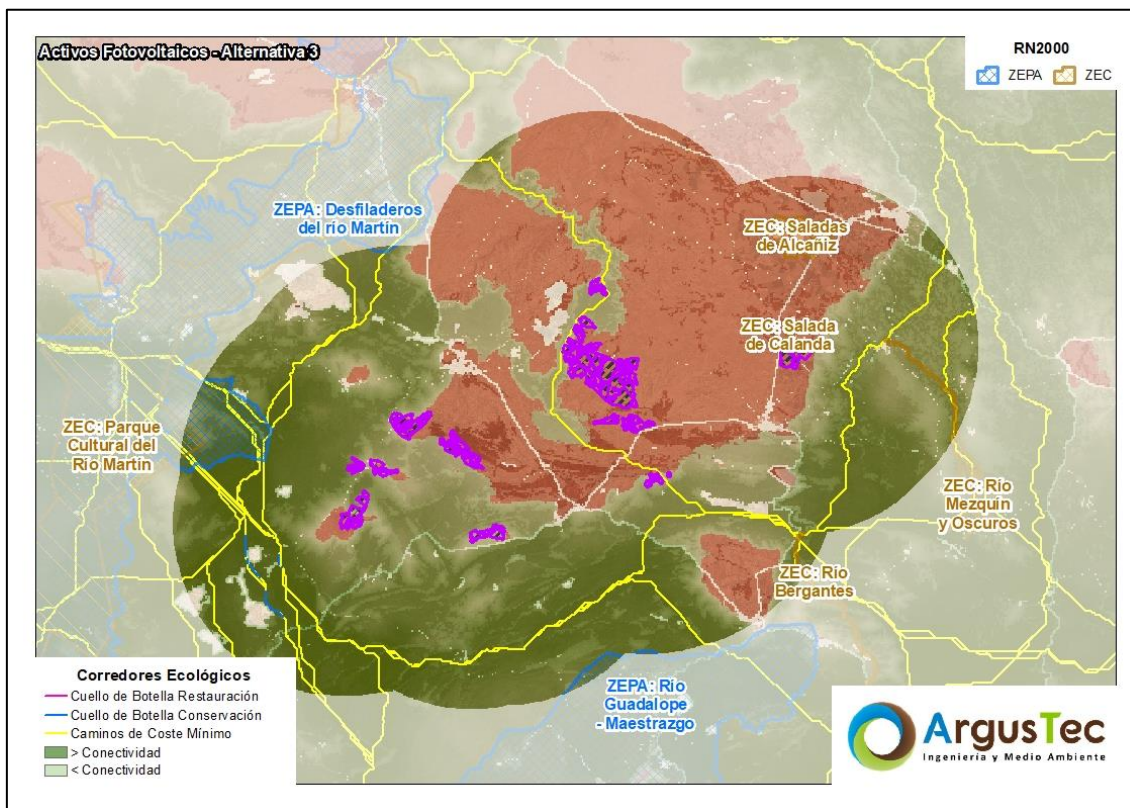 Activos Fotovoltaicos - Alternativa 3
RN2000
ZEPA
ZEC
ZEPA: Desfiladeros
del río Martín
ZEC: Saladas
de Alcañiz
ZEC: Salada
de Calanda
ZEC: Parque
Cultural del
Río Martín
ZEC: Río
Mezquín
y Oscuros
ZEC: Río
Bergantes
ZEPA: Río
Guadalope
- Maestrazgo
Corredores Ecológicos
Cuello de Botella Restauración
Cuello de Botella Conservación
Caminos de Coste Mínimo
> Conectividad
< Conectividad
ARGUSTEC
Ingeniería y Medio Ambiente